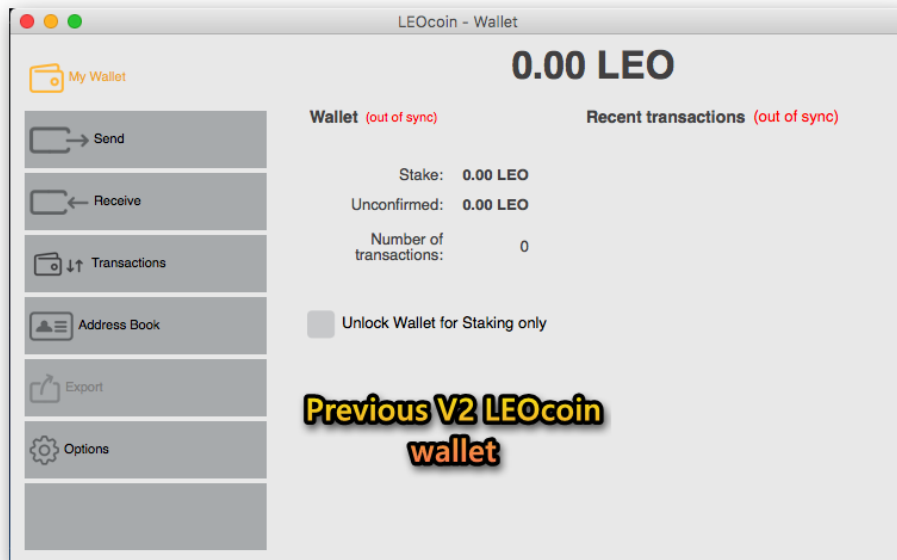 LEOcoin - Wallet
My Wallet
Send
Receive
Transactions
Address Book
Export
Options
0.00 LEO
Wallet (out of sync)
Stake: 0.00 LEO
Unconfirmed: 0.00 LEO
Number of
transactions: 0
Unlock Wallet for Staking only
Recent transactions (out of sync)
Previous V2 LEOcoin
wallet